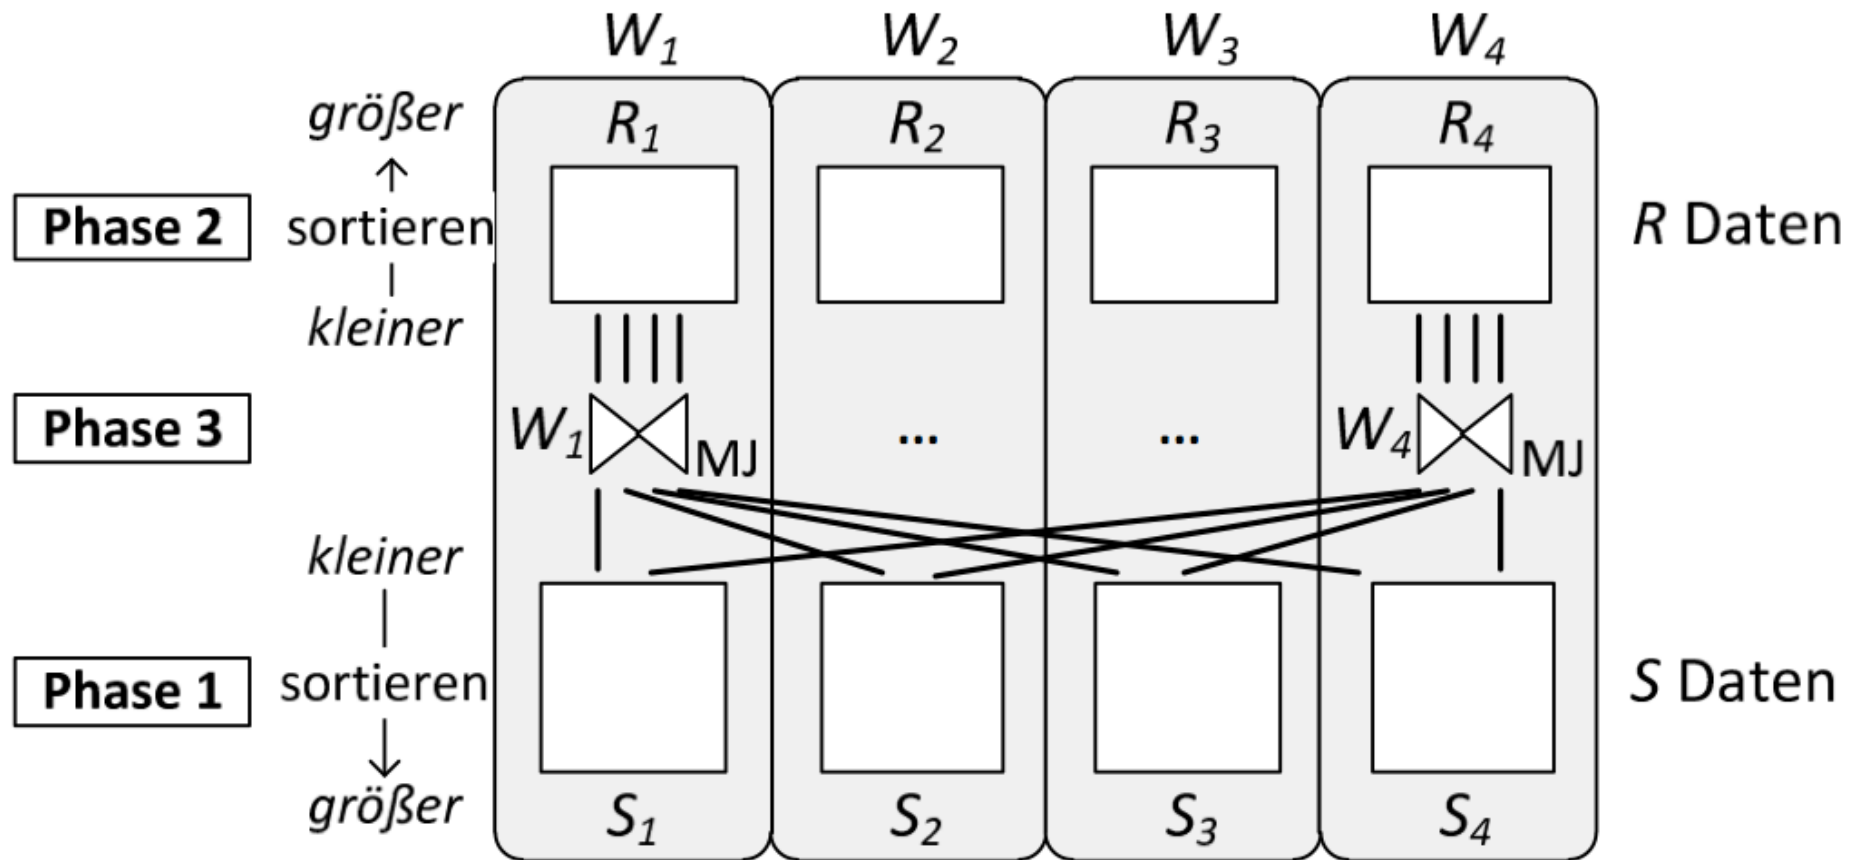 W1 W2 W3 W4
größer R1 R2 R3 R4
Phase 2 sortieren R Daten
kleiner
Phase 3 W1 MJ ... ... W4 MJ
kleiner
Phase 1 sortieren S Daten
größer S1 S2 S3 S4